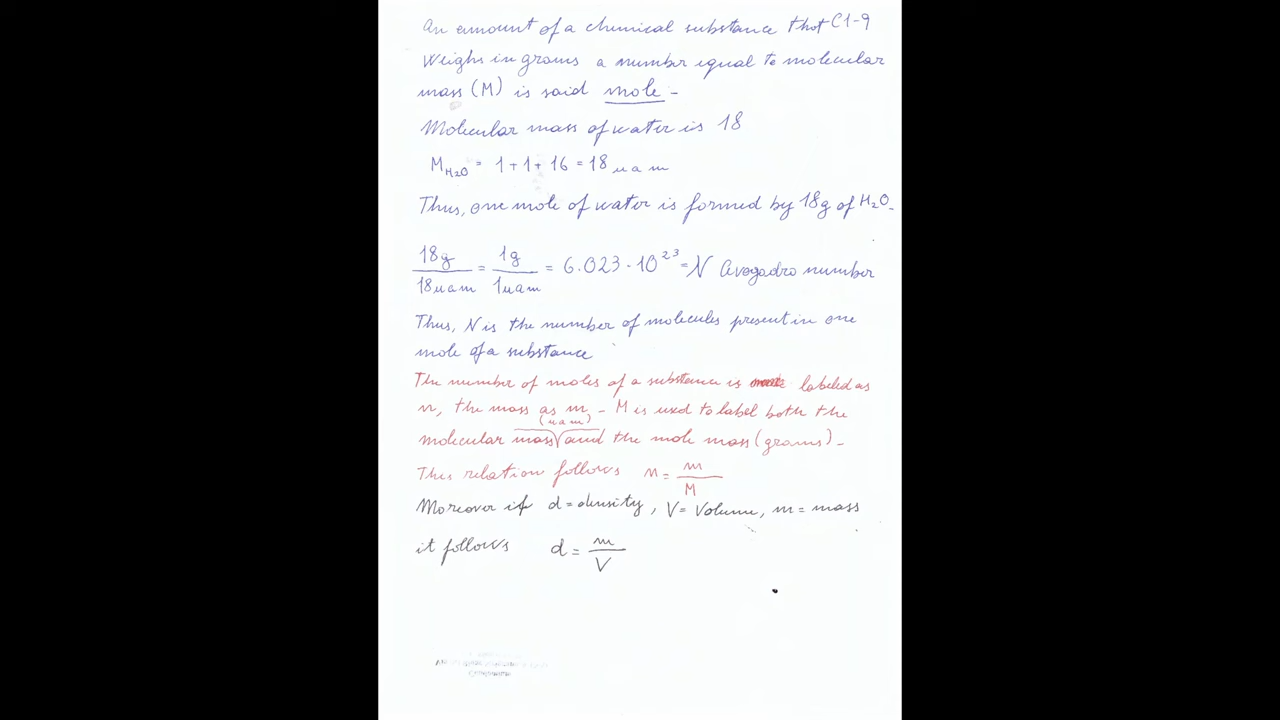 An amount of a chemical substance that C1-9
Weighs in grams a number equal to molecular
mass (M) is said mole -
Molecular mass of water is 18
M H2O = 1 + 1 + 16 = 18 uam
Thus, one mole of water is formed by 18g of H2O.
18g / 18uam = 1g / 1uam = 6.023 · 10^23 = N Avogadro number
Thus, N is the number of molecules present in one
mole of a substance
The number of moles of a substance is labeled as
n, the mass as m - M is used to label both the
molecular mass (uam) and the mole mass (grams) -
This relation follows n = m / M
Moreover if d = density, V = Volume, m = mass
it follows d = m / V